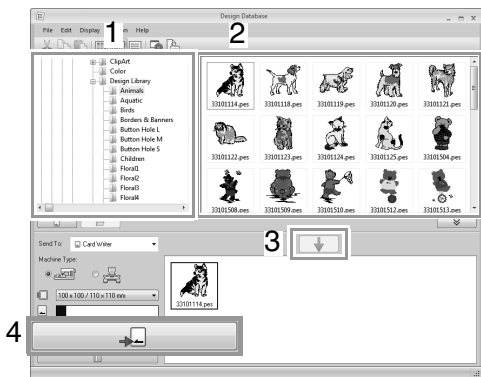 Design Database
File Edit Display Help
1
2
ClipArt
Color
Design Library
Animals
Aquatic
Birds
Borders & Banners
Button Hole L
Button Hole M
Button Hole S
Children
Floral1
Floral2
Floral3
Floral4
33101114.pes 33101118.pes 33101119.pes 33101120.pes 33101121.pes
33101122.pes 33101123.pes 33101124.pes 33101125.pes 33101504.pes
33101508.pes 33101509.pes 33101510.pes 33101512.pes 33101513.pes
3
Send To: Card Writer
Machine Type:
100 x 100 / 110 x 110 mm
33101114.pes
4